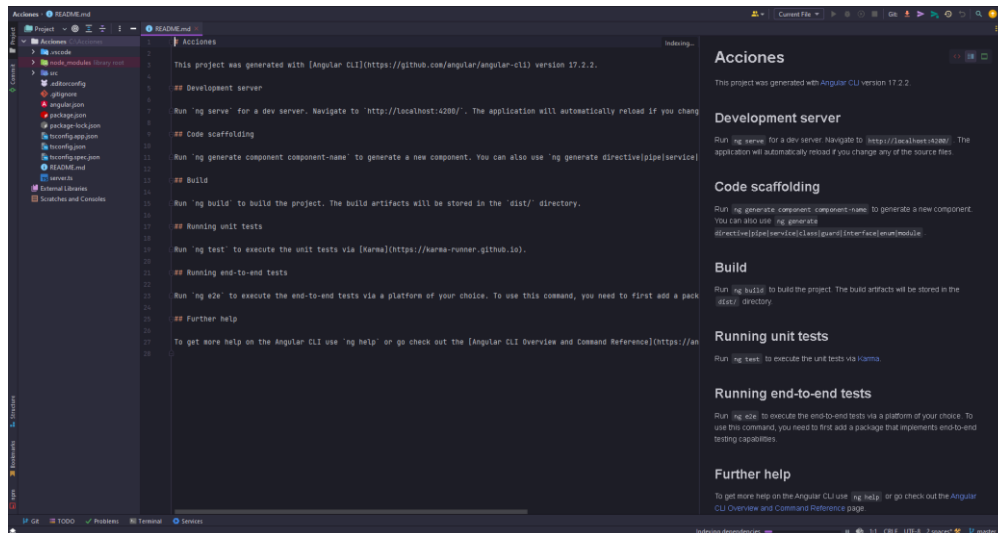 Acciones › README.md
Current File
Git:
Project
README.md
Acciones C:\Acciones
.vscode
node_modules library root
src
.editorconfig
.gitignore
angular.json
package.json
package-lock.json
tsconfig.app.json
tsconfig.json
tsconfig.spec.json
README.md
server.ts
External Libraries
Scratches and Consoles
Project
Commit
Structure
Bookmarks
npm
Indexing...
# Acciones
This project was generated with [Angular CLI](https://github.com/angular/angular-cli) version 17.2.2.
## Development server
Run `ng serve` for a dev server. Navigate to `http://localhost:4200/`. The application will automatically reload if you chang
## Code scaffolding
Run `ng generate component component-name` to generate a new component. You can also use `ng generate directive|pipe|service|
## Build
Run `ng build` to build the project. The build artifacts will be stored in the `dist/` directory.
## Running unit tests
Run `ng test` to execute the unit tests via [Karma](https://karma-runner.github.io).
## Running end-to-end tests
Run `ng e2e` to execute the end-to-end tests via a platform of your choice. To use this command, you need to first add a pack
## Further help
To get more help on the Angular CLI use `ng help` or go check out the [Angular CLI Overview and Command Reference](https://an
Acciones
This project was generated with Angular CLI version 17.2.2.
Development server
Run ng serve for a dev server. Navigate to http://localhost:4200/ . The
application will automatically reload if you change any of the source files.
Code scaffolding
Run ng generate component component-name to generate a new component.
You can also use ng generate
directive|pipe|service|class|guard|interface|enum|module .
Build
Run ng build to build the project. The build artifacts will be stored in the
dist/ directory.
Running unit tests
Run ng test to execute the unit tests via Karma.
Running end-to-end tests
Run ng e2e to execute the end-to-end tests via a platform of your choice. To
use this command, you need to first add a package that implements end-to-end
testing capabilities.
Further help
To get more help on the Angular CLI use ng help or go check out the Angular
CLI Overview and Command Reference page.
Git TODO Problems Terminal Services
Indexing dependencies 1:1 CRLF UTF-8 2 spaces* master